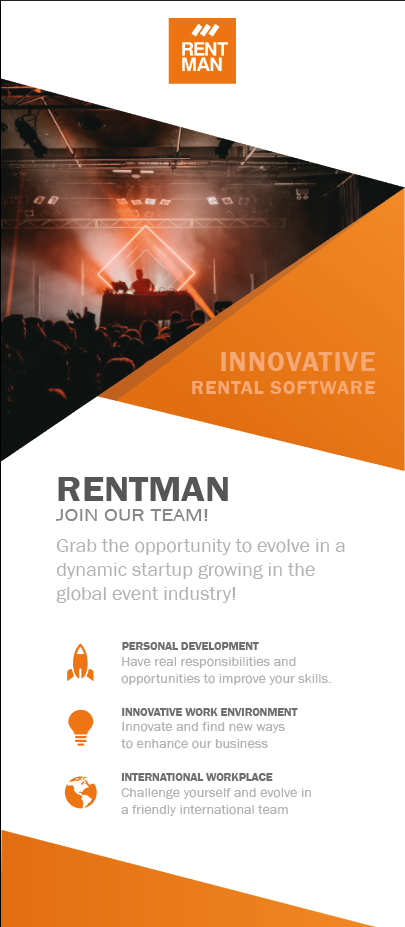 RENT
MAN
INNOVATIVE
RENTAL SOFTWARE
RENTMAN
JOIN OUR TEAM!
Grab the opportunity to evolve in a
dynamic startup growing in the
global event industry!
PERSONAL DEVELOPMENT
Have real responsibilities and
opportunities to improve your skills.
INNOVATIVE WORK ENVIRONMENT
Innovate and find new ways
to enhance our business
INTERNATIONAL WORKPLACE
Challenge yourself and evolve in
a friendly international team